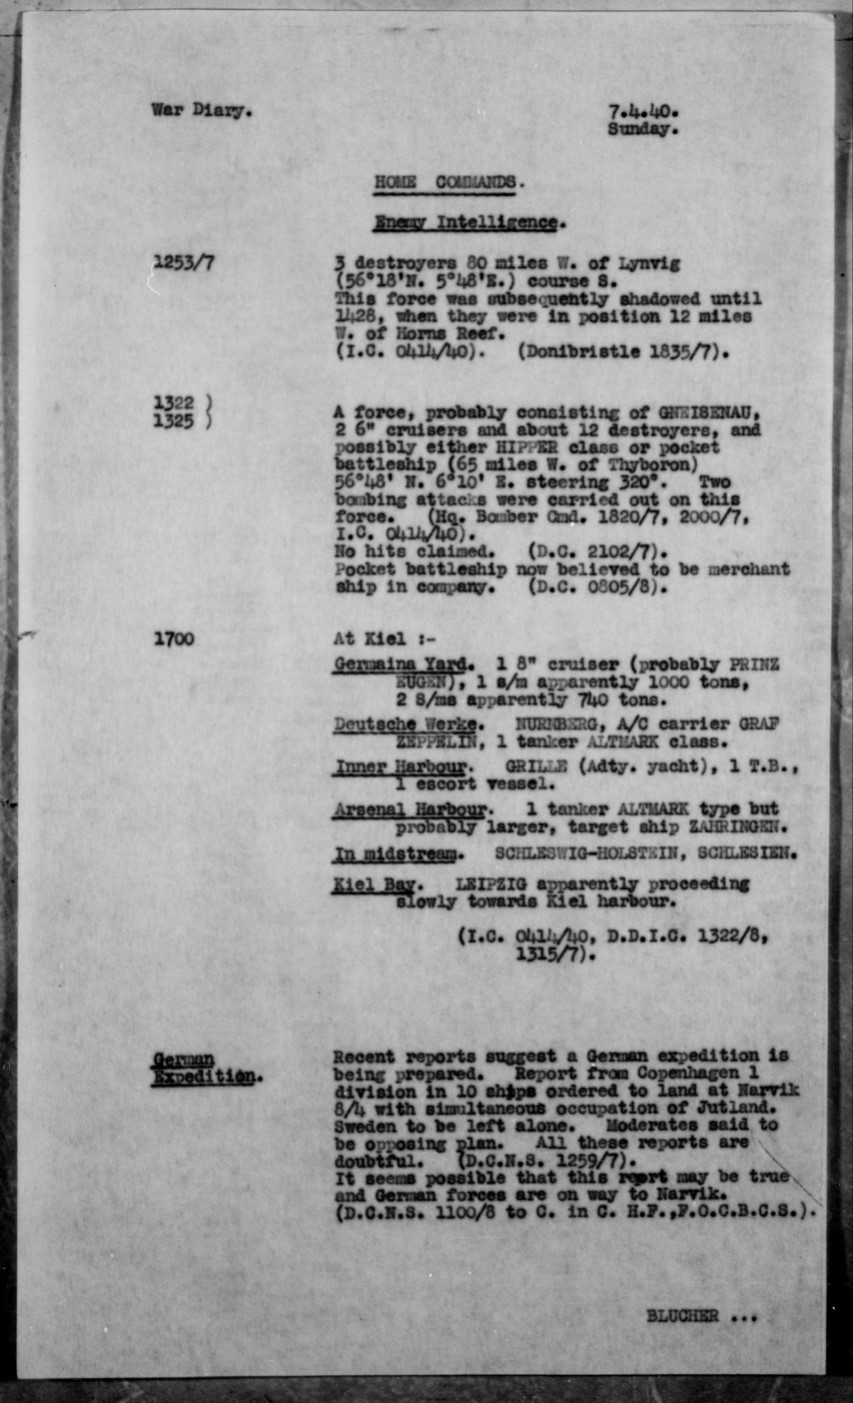 War Diary. 7.4.40.
Sunday.
HOME COMMANDS.
Enemy Intelligence.
1253/7 3 destroyers 80 miles W. of Lynvig
(56°18'N. 5°48'E.) course S.
This force was subsequently shadowed until
1428, when they were in position 12 miles
W. of Horns Reef.
(I.C. 0414/40). (Donibristle 1835/7).
1322 )
1325 )
A force, probably consisting of GNEISENAU,
2 6" cruisers and about 12 destroyers, and
possibly either HIPPER class or pocket
battleship (65 miles W. of Thyboron)
56°48' N. 6°10' E. steering 320°. Two
bombing attacks were carried out on this
force. (Hq. Bomber Cmd. 1820/7, 2000/7,
I.C. 0414/40).
No hits claimed. (D.C. 2102/7).
Pocket battleship now believed to be merchant
ship in company. (D.C. 0805/8).
1700 At Kiel :-
Germaina Yard. 1 8" cruiser (probably PRINZ
EUGEN), 1 s/m apparently 1000 tons,
2 S/ms apparently 740 tons.
Deutsche Werke. NURNBERG, A/C carrier GRAF
ZEPPELIN, 1 tanker ALTMARK class.
Inner Harbour. GRILLE (Adty. yacht), 1 T.B.,
1 escort vessel.
Arsenal Harbour. 1 tanker ALTMARK type but
probably larger, target ship ZAHRINGEN.
In midstream. SCHLESWIG-HOLSTEIN, SCHLESIEN.
Kiel Bay. LEIPZIG apparently proceeding
slowly towards Kiel harbour.
(I.C. 0414/40, D.D.I.C. 1322/8,
1315/7).
German
Expedition.
Recent reports suggest a German expedition is
being prepared. Report from Copenhagen 1
division in 10 ships ordered to land at Narvik
8/4 with simultaneous occupation of Jutland.
Sweden to be left alone. Moderates said to
be opposing plan. All these reports are
doubtful. (D.C.N.S. 1259/7).
It seems possible that this report may be true
and German forces are on way to Narvik.
(D.C.N.S. 1100/8 to C. in C. H.F.,F.O.C.B.C.S.).
BLUCHER ...